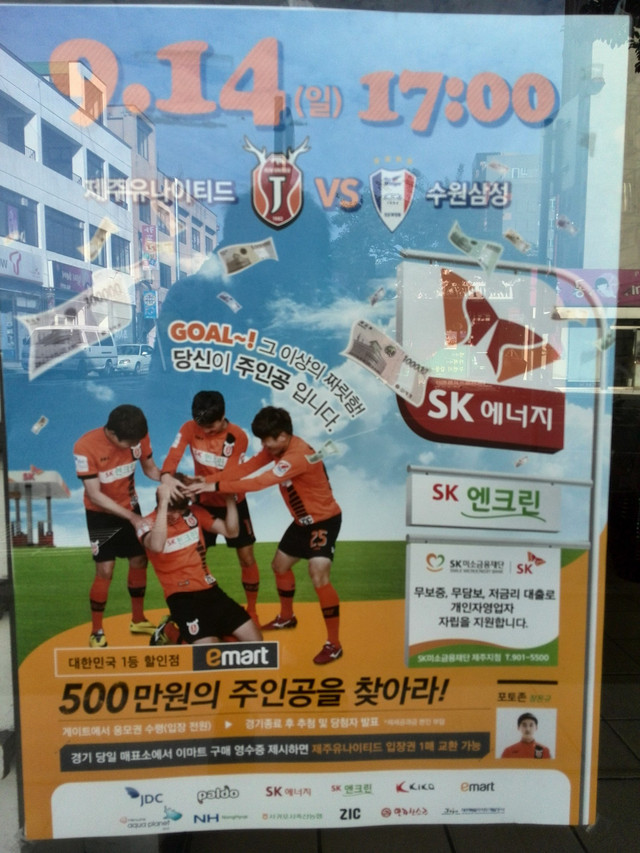 9.14 (일) 17:00
제주유나이티드 VS 수원삼성
GOAL~! 그 이상의 짜릿함!
당신이 주인공 입니다.
SK 에너지
SK 엔크린
SK미소금융재단 SK
무보증, 무담보, 저금리 대출로
개인자영업자
자립을 지원합니다.
SK미소금융재단 제주지점 T.901-5500
SK 엔크린
25
대한민국 1등 할인점 emart
500만원의 주인공을 찾아라!
게이트에서 응모권 수령(입장 전원) ▶ 경기종료 후 추첨 및 당첨자 발표
포토존
경기 당일 매표소에서 이마트 구매 영수증 제시하면 제주유나이티드 입장권 1매 교환 가능
JDC paldo SK에너지 SK엔크린 KIKA emart
aqua planet NH ZIC